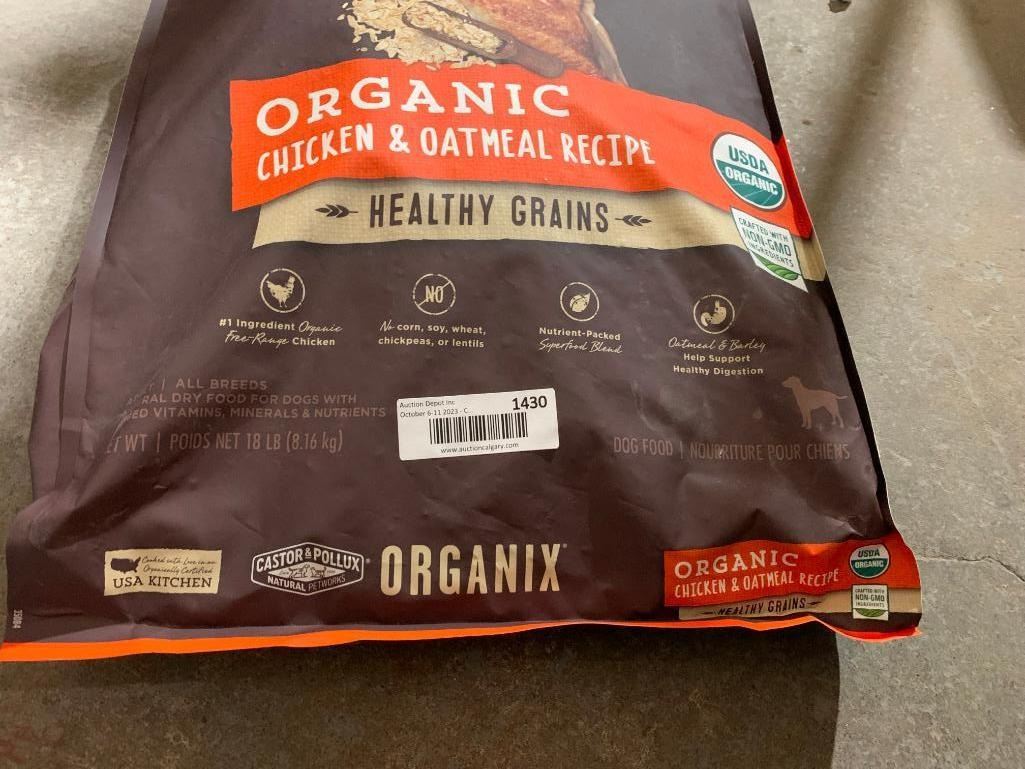 ORGANIC
CHICKEN & OATMEAL RECIPE
HEALTHY GRAINS
USDA
ORGANIC
CRAFTED WITH
NON-GMO
INGREDIENTS
#1 Ingredient Organic
Free-Range Chicken
NO
No corn, soy, wheat,
chickpeas, or lentils
Nutrient-Packed
Superfood Blend
Oatmeal & Barley
Help Support
Healthy Digestion
| ALL BREEDS
RAL DRY FOOD FOR DOGS WITH
ED VITAMINS, MINERALS & NUTRIENTS
ET WT | POIDS NET 18 LB (8.16 kg)
Auction Depot Inc
October 6-11 2023 - C...
1430
www.auctioncalgary.com
DOG FOOD | NOURRITURE POUR CHIENS
Cooked with Love in an
Organically Certified
USA KITCHEN
CASTOR & POLLUX
NATURAL PETWORKS
ORGANIX
ORGANIC
CHICKEN & OATMEAL RECIPE
HEALTHY GRAINS
USDA
ORGANIC
CRAFTED WITH
NON-GMO
INGREDIENTS